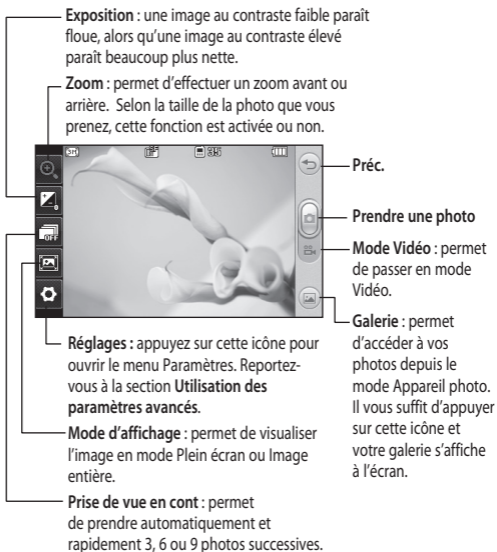 Exposition : une image au contraste faible paraît
floue, alors qu'une image au contraste élevé
paraît beaucoup plus nette.
Zoom : permet d'effectuer un zoom avant ou
arrière. Selon la taille de la photo que vous
prenez, cette fonction est activée ou non.
OFF
Préc.
Prendre une photo
Mode Vidéo : permet
de passer en mode
Vidéo.
Galerie : permet
d'accéder à vos
photos depuis le
mode Appareil photo.
Il vous suffit d'appuyer
sur cette icône et
votre galerie s'affiche
à l'écran.
Réglages : appuyez sur cette icône pour
ouvrir le menu Paramètres. Reportez-
vous à la section Utilisation des
paramètres avancés.
Mode d'affichage : permet de visualiser
l'image en mode Plein écran ou Image
entière.
Prise de vue en cont : permet
de prendre automatiquement et
rapidement 3, 6 ou 9 photos successives.